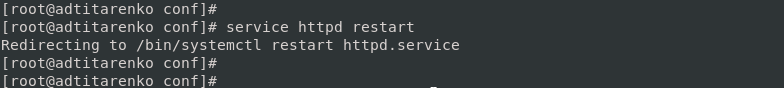 [root@adtitarenko conf]#
[root@adtitarenko conf]# service httpd restart
Redirecting to /bin/systemctl restart httpd.service
[root@adtitarenko conf]#
[root@adtitarenko conf]#